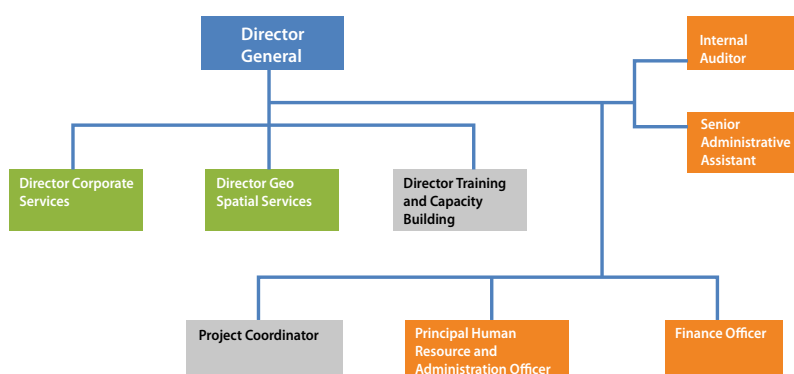 Director
General
Internal
Auditor
Senior
Administrative
Assistant
Director Corporate
Services
Director Geo
Spatial Services
Director Training
and Capacity
Building
Project Coordinator
Principal Human
Resource and
Administration Officer
Finance Officer